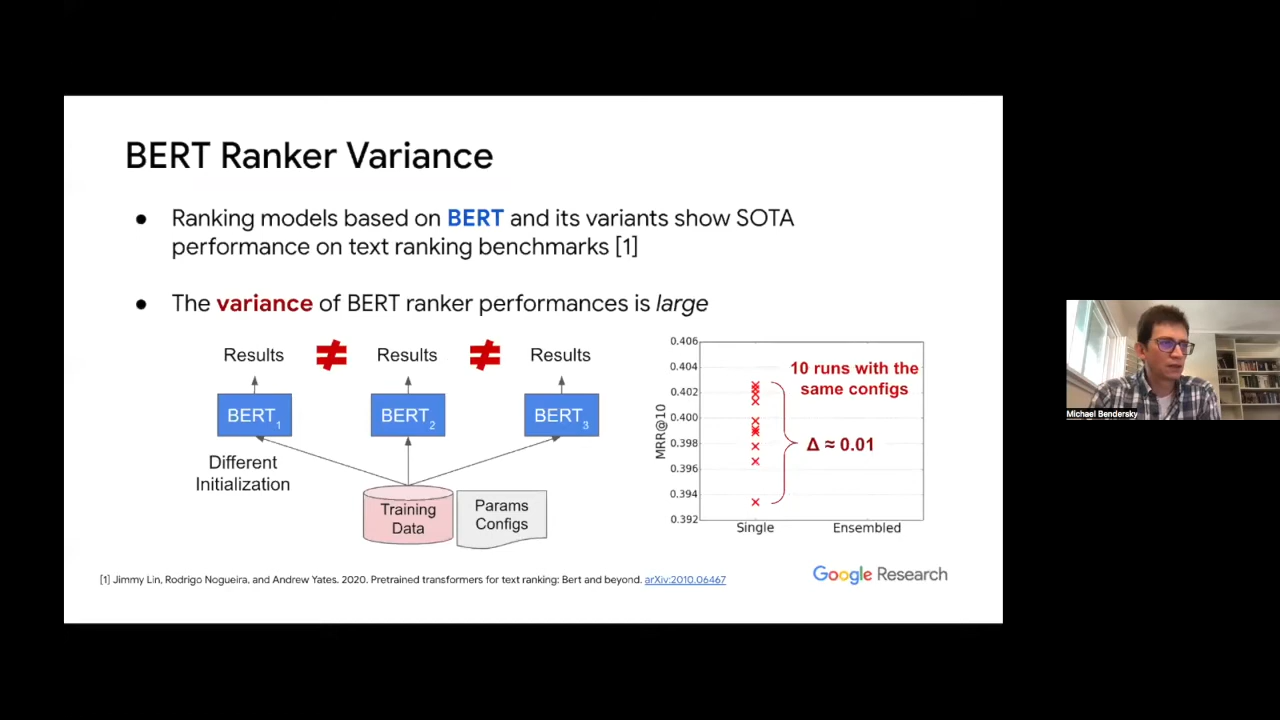 BERT Ranker Variance
● Ranking models based on BERT and its variants show SOTA
performance on text ranking benchmarks [1]
● The variance of BERT ranker performances is large
Results ≠ Results ≠ Results
BERT1 BERT2 BERT3
Different
Initialization
Training
Data
Params
Configs
0.406
0.404
0.402
0.400
0.398
0.396
0.394
0.392
MRR@10
10 runs with the
same configs
Δ ≈ 0.01
Single Ensembled
[1] Jimmy Lin, Rodrigo Nogueira, and Andrew Yates. 2020. Pretrained transformers for text ranking: Bert and beyond. arXiv:2010.06467
Google Research
Michael Bendersky